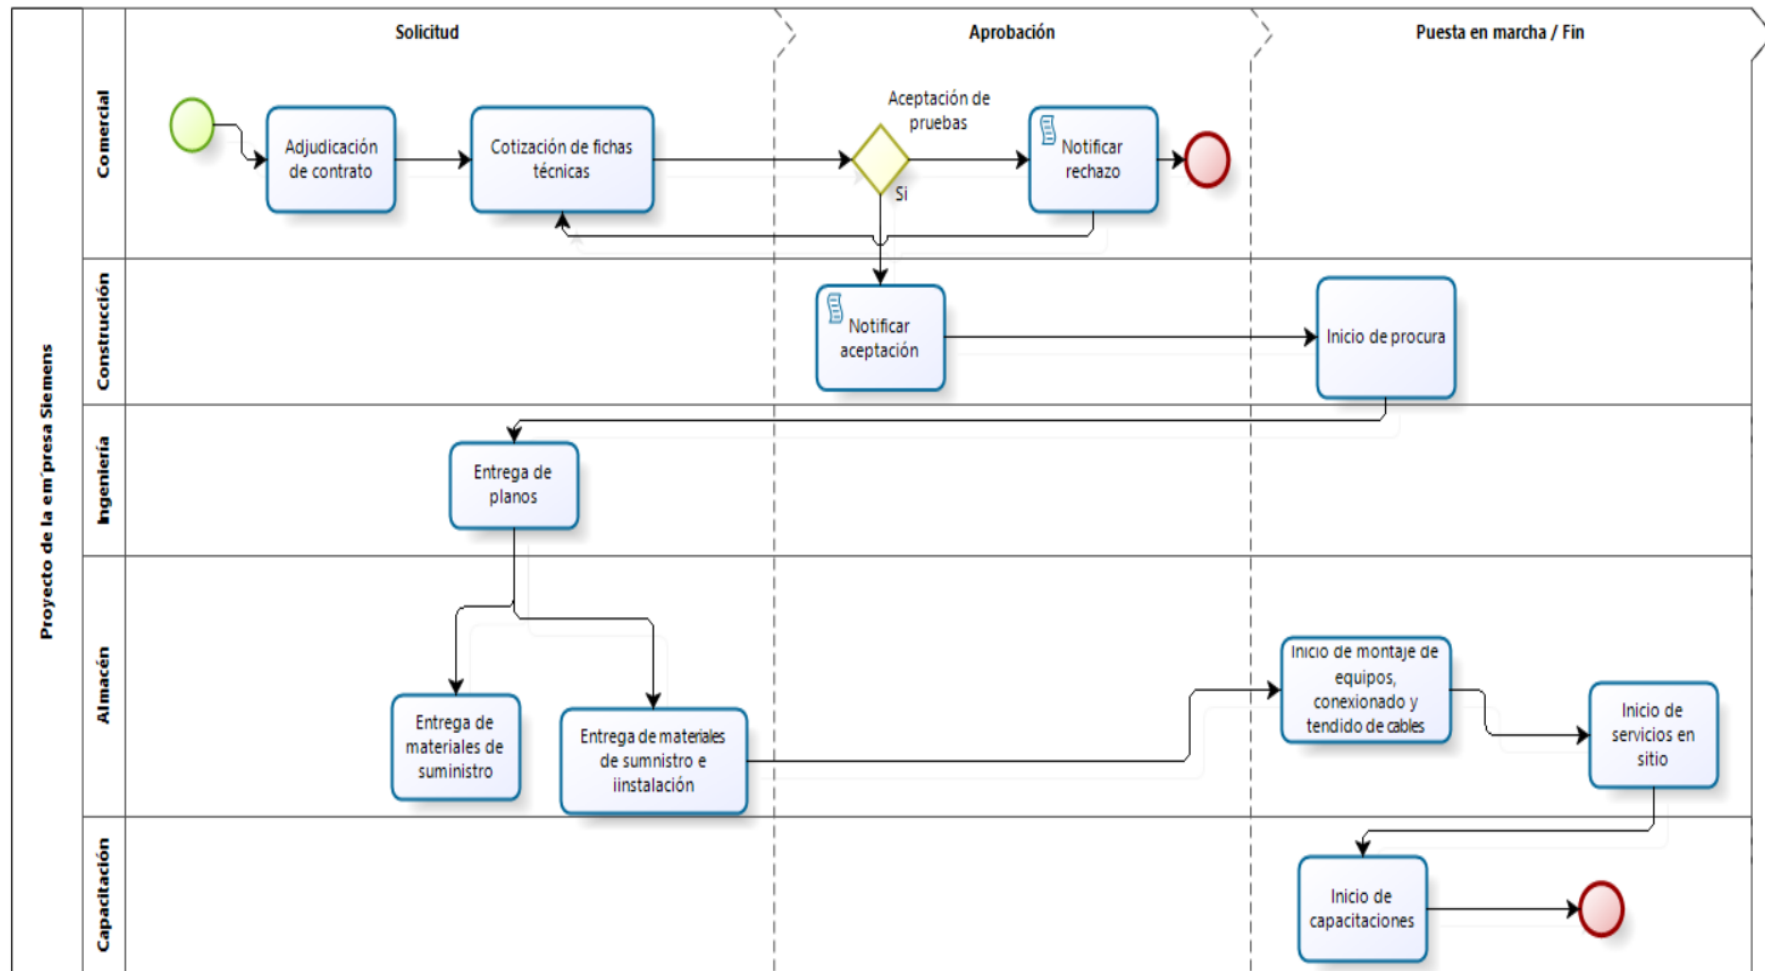 Solicitud
Aprobación
Puesta en marcha / Fin
Proyecto de la em´presa Siemens
Comercial
Adjudicación
de contrato
Cotización de fichas
técnicas
Aceptación de
pruebas
Si
Notificar
rechazo
Construcción
Notificar
aceptación
Inicio de procura
Ingeniería
Entrega de
planos
Almacén
Entrega de
materiales de
suministro
Entrega de materiales
de sumnistro e
iinstalación
Inicio de montaje de
equipos,
conexionado y
tendido de cables
Inicio de
servicios en
sitio
Capacitación
Inicio de
capacitaciones